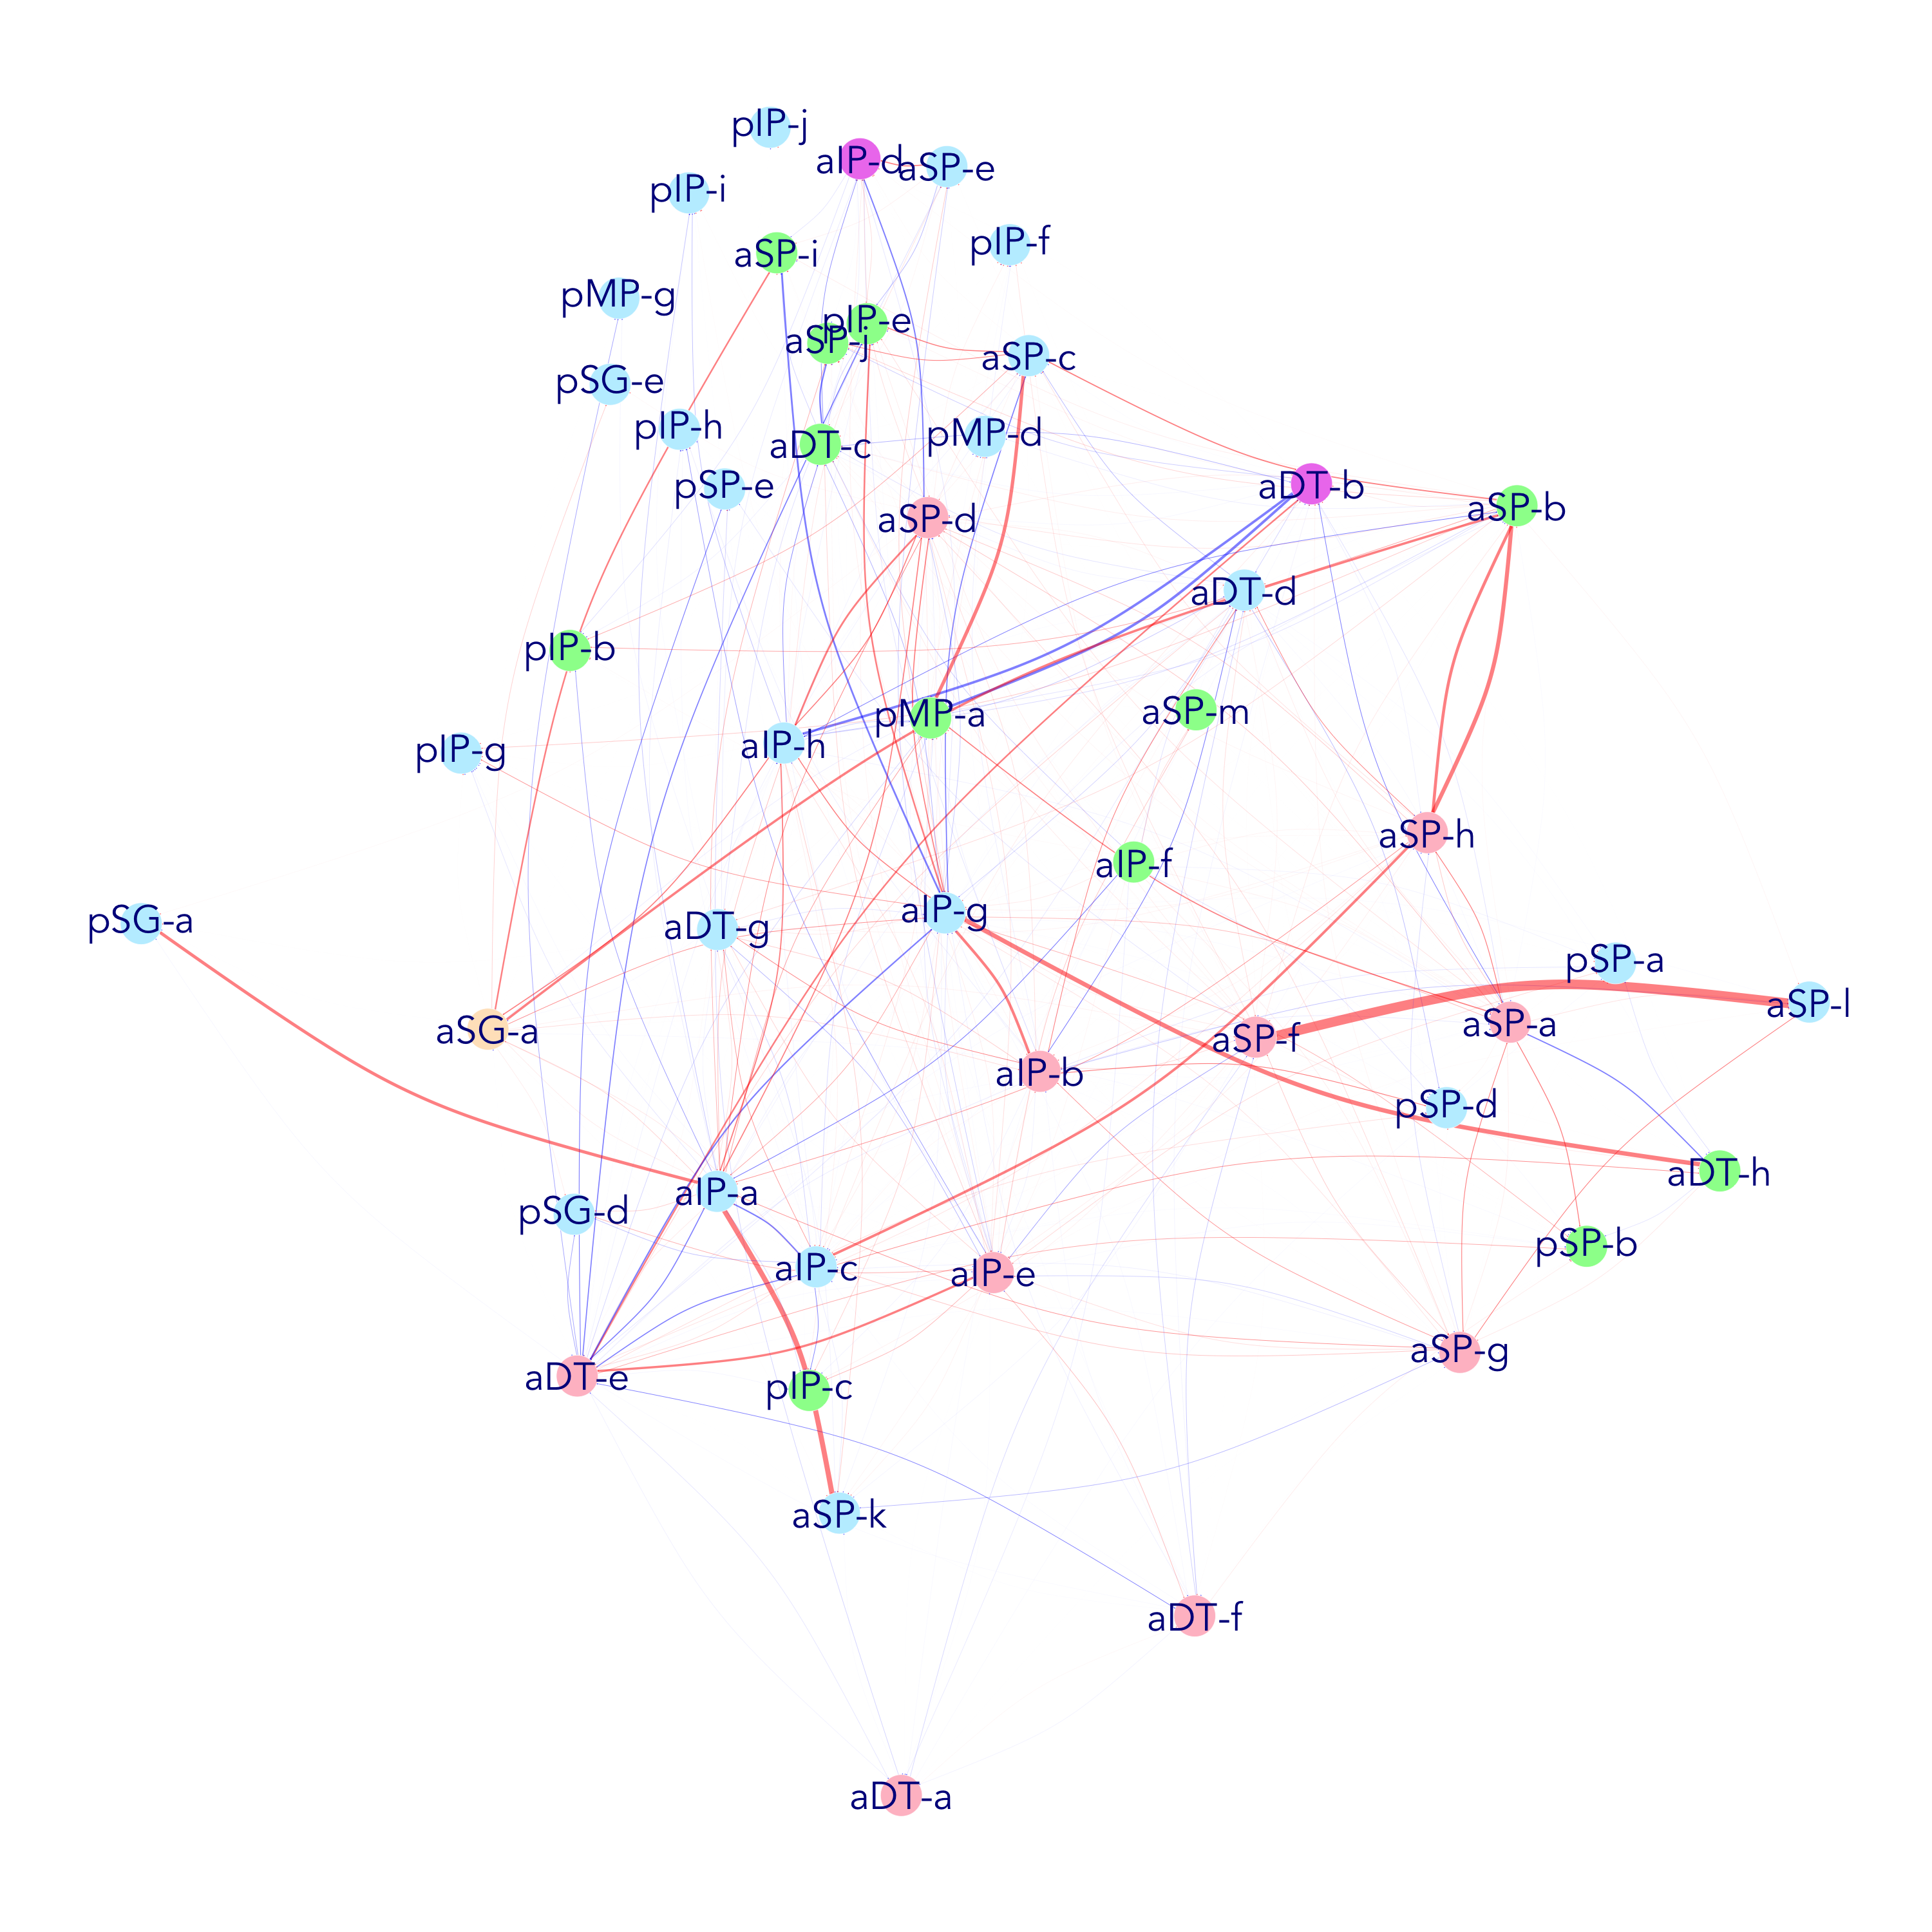 pIP-j
aIP-d
aSP-e
pIP-i
pIP-f
aSP-i
pMP-g
pIP-e
aSP-j
aSP-c
pSG-e
pIP-h
aDT-c
pMP-d
pSP-e
aDT-b
aSP-b
aSP-d
aDT-d
pIP-b
pMP-a
aSP-m
aIP-h
pIP-g
aSP-h
aIP-f
aIP-g
pSG-a
aDT-g
pSP-a
aSP-l
aSG-a
aSP-f
aSP-a
aIP-b
pSP-d
aDT-h
aIP-a
pSG-d
pSP-b
aIP-c
aIP-e
aSP-g
aDT-e
pIP-c
aSP-k
aDT-f
aDT-a